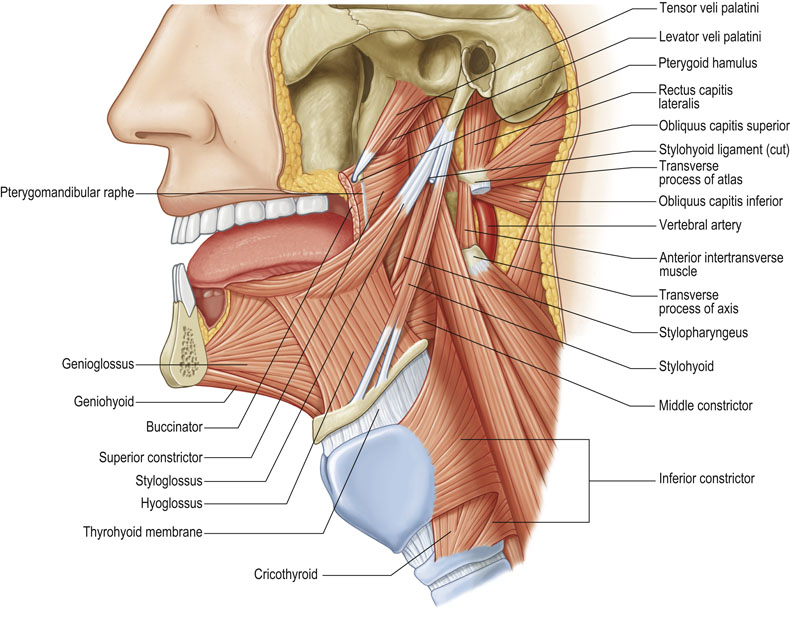 Tensor veli palatini
Levator veli palatini
Pterygoid hamulus
Rectus capitis
lateralis
Obliquus capitis superior
Stylohyoid ligament (cut)
Transverse
process of atlas
Obliquus capitis inferior
Vertebral artery
Anterior intertransverse
muscle
Transverse
process of axis
Stylopharyngeus
Stylohyoid
Middle constrictor
Inferior constrictor
Pterygomandibular raphe
Genioglossus
Geniohyoid
Buccinator
Superior constrictor
Styloglossus
Hyoglossus
Thyrohyoid membrane
Cricothyroid